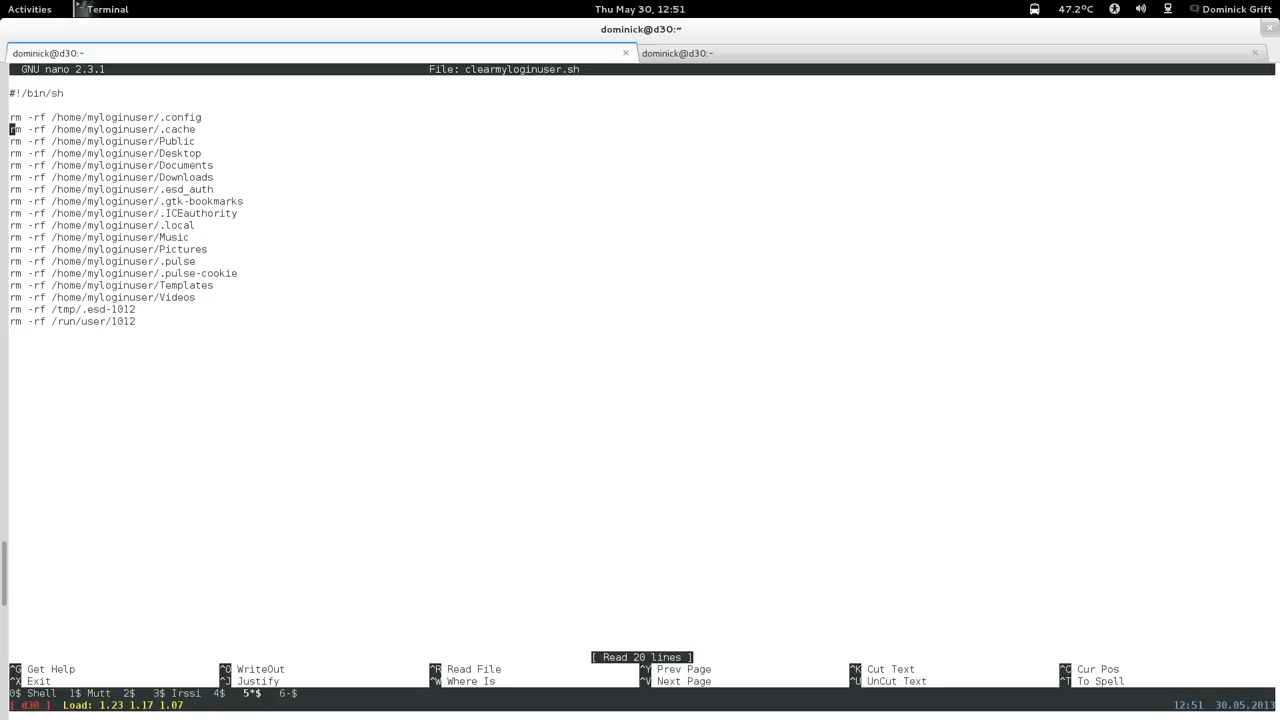 Activities Terminal Thu May 30, 12:51 47.2°C Dominick Grift
dominick@d30:~
dominick@d30:~ dominick@d30:~
GNU nano 2.3.1 File: clearmyloginuser.sh
#!/bin/sh
rm -rf /home/myloginuser/.config
rm -rf /home/myloginuser/.cache
rm -rf /home/myloginuser/Public
rm -rf /home/myloginuser/Desktop
rm -rf /home/myloginuser/Documents
rm -rf /home/myloginuser/Downloads
rm -rf /home/myloginuser/.esd_auth
rm -rf /home/myloginuser/.gtk-bookmarks
rm -rf /home/myloginuser/.ICEauthority
rm -rf /home/myloginuser/.local
rm -rf /home/myloginuser/Music
rm -rf /home/myloginuser/Pictures
rm -rf /home/myloginuser/.pulse
rm -rf /home/myloginuser/.pulse-cookie
rm -rf /home/myloginuser/Templates
rm -rf /home/myloginuser/Videos
rm -rf /tmp/.esd-1012
rm -rf /run/user/1012
[ Read 20 lines ]
^G Get Help ^O WriteOut ^R Read File ^Y Prev Page ^K Cut Text ^C Cur Pos
^X Exit ^J Justify ^W Where Is ^V Next Page ^U UnCut Text ^T To Spell
0$ Shell 1$ Mutt 2$ 3$ Irssi 4$ 5*$ 6-$
[ d30 ] Load: 1.23 1.17 1.07 12:51 30.05.2013